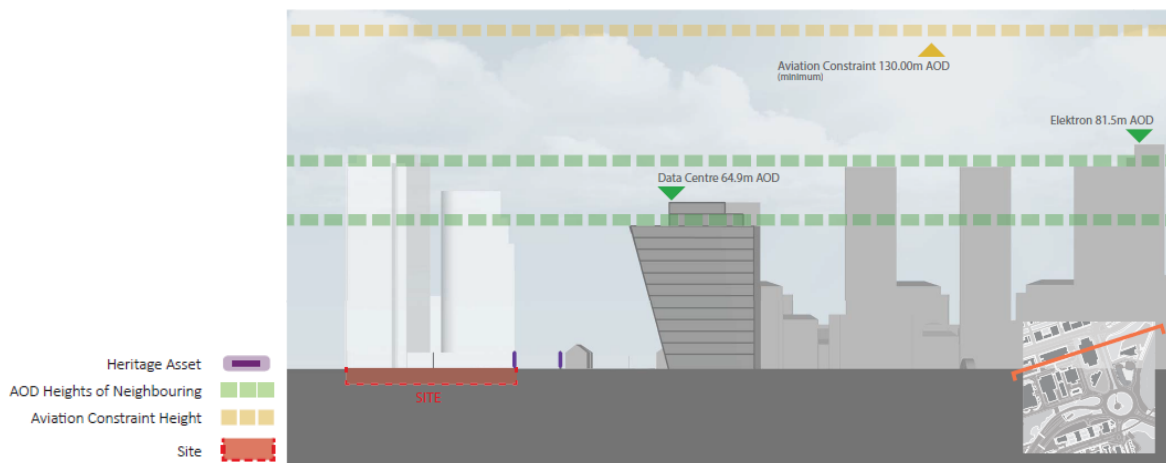 Aviation Constraint 130.00m AOD
(minimum)
Elektron 81.5m AOD
Data Centre 64.9m AOD
SITE
Heritage Asset
AOD Heights of Neighbouring
Aviation Constraint Height
Site